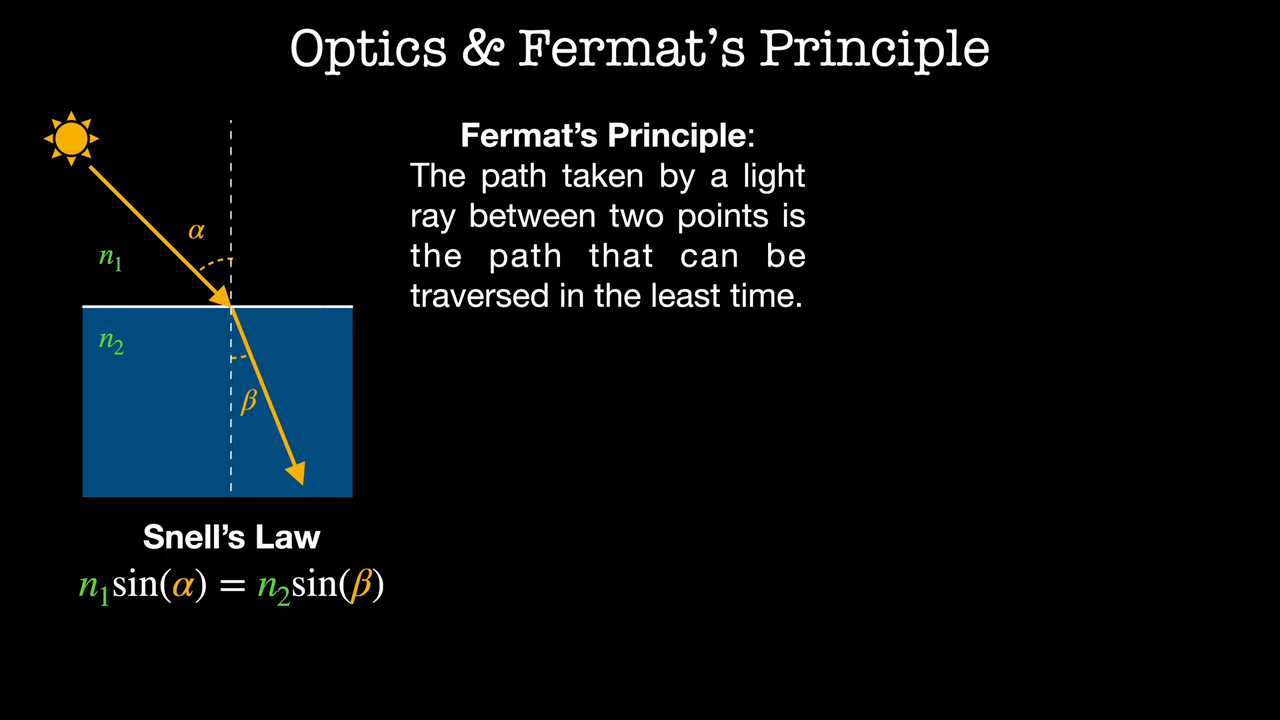 Optics & Fermat's Principle
α
n₁
n₂
β
Snell's Law
n₁sin(α) = n₂sin(β)
Fermat's Principle:
The path taken by a light
ray between two points is
the path that can be
traversed in the least time.